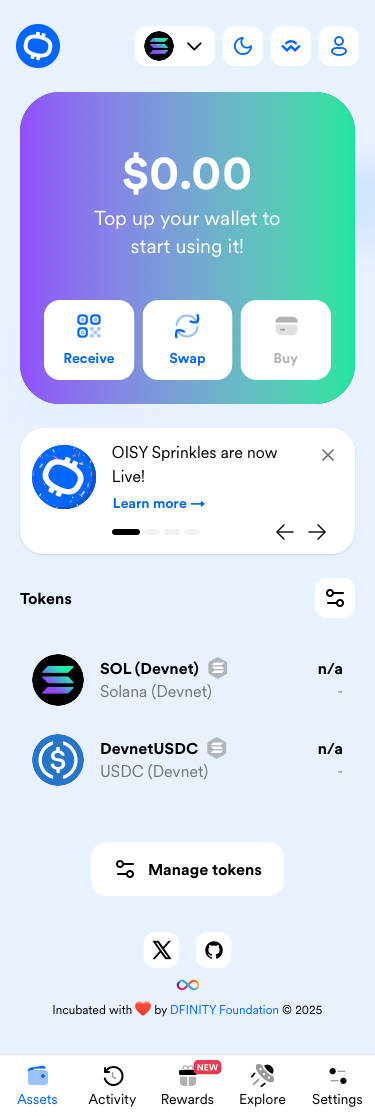 $0.00
Top up your wallet to
start using it!
Receive
Swap
Buy
OISY Sprinkles are now
Live!
Learn more →
Tokens
SOL (Devnet)
n/a
Solana (Devnet)
-
DevnetUSDC
n/a
USDC (Devnet)
-
Manage tokens
Incubated with ❤️ by DFINITY Foundation © 2025
NEW
Assets
Activity
Rewards
Explore
Settings